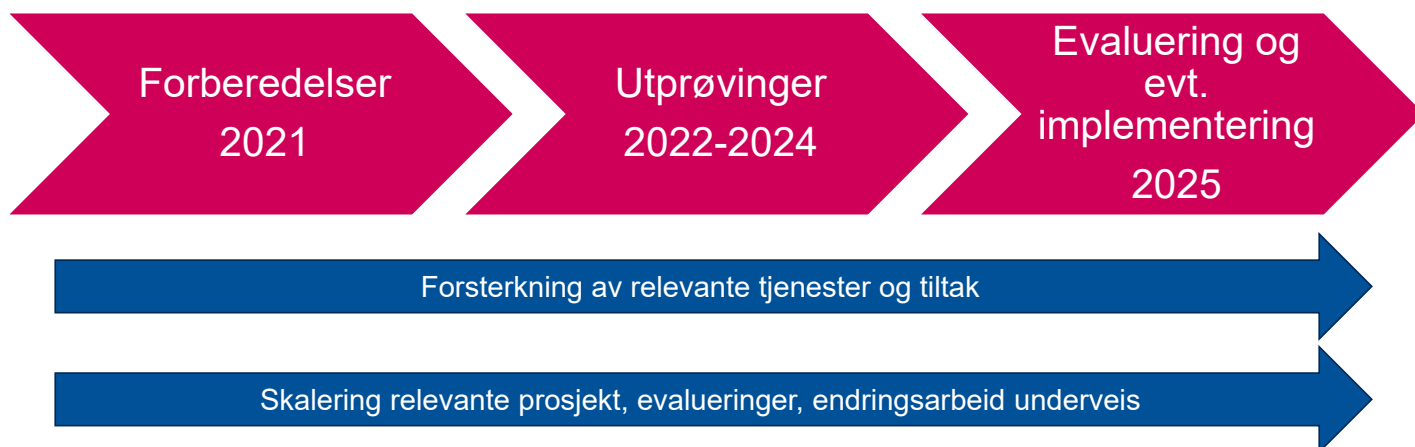 Forberedelser
2021
Utprøvinger
2022-2024
Evaluering og
evt.
implementering
2025
Forsterkning av relevante tjenester og tiltak
Skalering relevante prosjekt, evalueringer, endringsarbeid underveis